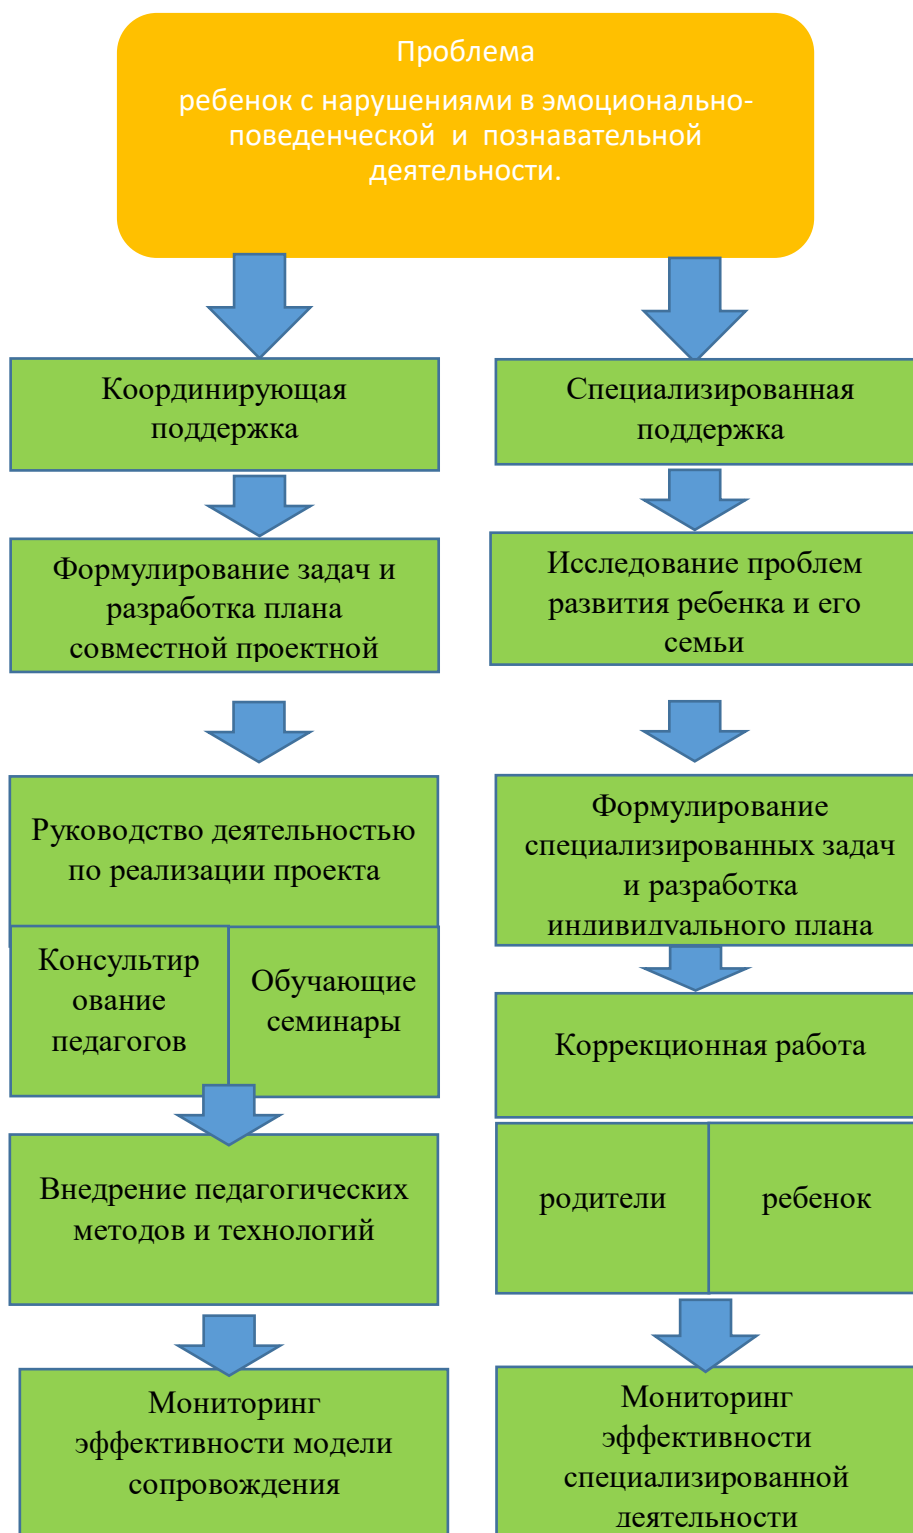 Проблема
ребенок с нарушениями в эмоционально-
поведенческой и познавательной
деятельности.
Координирующая
поддержка
Формулирование задач и
разработка плана
совместной проектной
Руководство деятельностью
по реализации проекта
Консультир
ование
педагогов
Обучающие
семинары
Внедрение педагогических
методов и технологий
Мониторинг
эффективности модели
сопровождения
Специализированная
поддержка
Исследование проблем
развития ребенка и его
семьи
Формулирование
специализированных задач
и разработка
индивидуального плана
Коррекционная работа
родители
ребенок
Мониторинг
эффективности
специализированной
деятельности